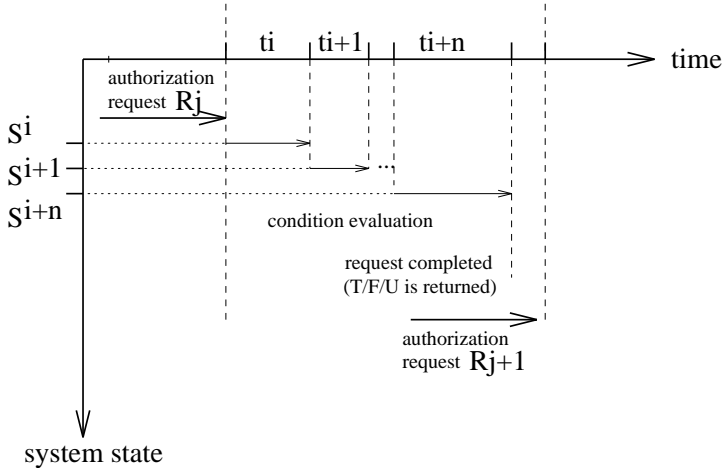 ti ti+1 ti+n
time
authorization
request Rj
S^i
S^i+1
...
S^i+n
condition evaluation
request completed
(T/F/U is returned)
authorization
request Rj+1
system state